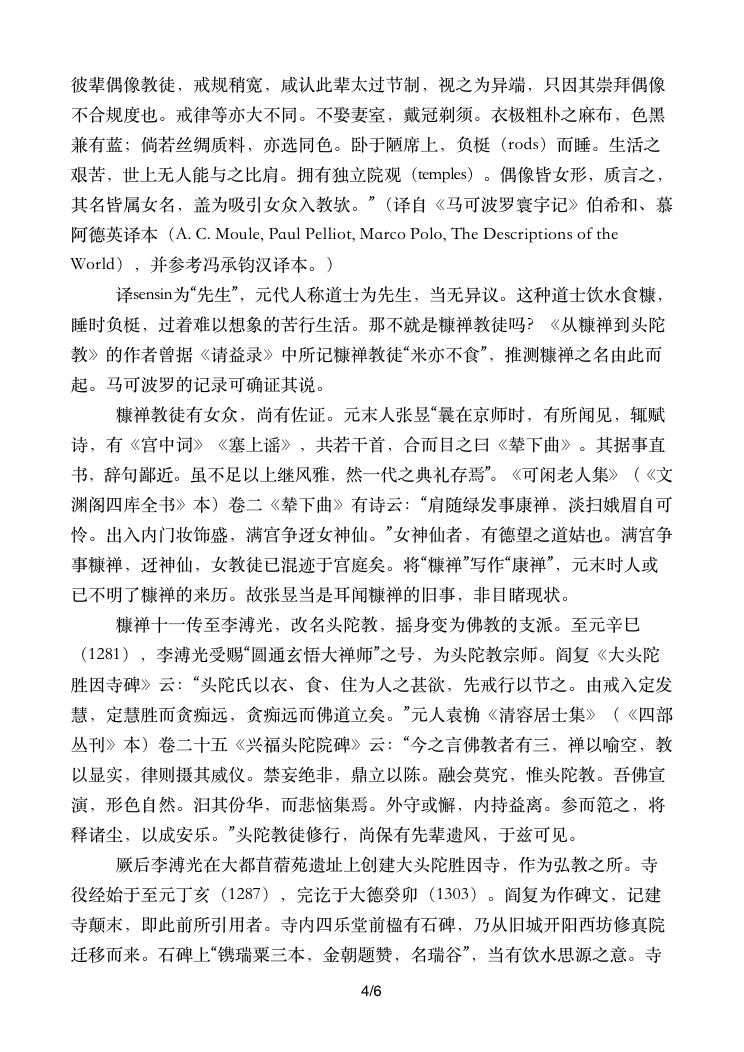 彼辈偶像教徒，戒规稍宽，咸认此辈太过节制，视之为异端，只因其崇拜偶像
不合规度也。戒律等亦大不同。不娶妻室，戴冠剃须。衣极粗朴之麻布，色黑
兼有蓝；倘若丝绸质料，亦选同色。卧于陋席上，负梃（rods）而睡。生活之
艰苦，世上无人能与之比肩。拥有独立院观（temples）。偶像皆女形，质言之，
其名皆属女名，盖为吸引女众入教欤。”（译自《马可波罗寰宇记》伯希和、慕
阿德英译本（A. C. Moule, Paul Pelliot, Marco Polo, The Descriptions of the
World），并参考冯承钧汉译本。）
译sensin为“先生”，元代人称道士为先生，当无异议。这种道士饮水食糠，
睡时负梃，过着难以想象的苦行生活。那不就是糠禅教徒吗？《从糠禅到头陀
教》的作者曾据《请益录》中所记糠禅教徒“米亦不食”，推测糠禅之名由此而
起。马可波罗的记录可确证其说。
糠禅教徒有女众，尚有佐证。元末人张昱“曩在京师时，有所闻见，辄赋
诗，有《宫中词》《塞上谣》，共若干首，合而目之曰《辇下曲》。其据事直
书，辞句鄙近。虽不足以上继风雅，然一代之典礼存焉”。《可闲老人集》（《文
渊阁四库全书》本）卷二《辇下曲》有诗云：“肩随绿发事康禅，淡扫娥眉自可
怜。出入内门妆饰盛，满宫争迓女神仙。”女神仙者，有德望之道姑也。满宫争
事糠禅，迓神仙，女教徒已混迹于宫庭矣。将“糠禅”写作“康禅”，元末时人或
已不明了糠禅的来历。故张昱当是耳闻糠禅的旧事，非目睹现状。
糠禅十一传至李溥光，改名头陀教，摇身变为佛教的支派。至元辛巳
（1281），李溥光受赐“圆通玄悟大禅师”之号，为头陀教宗师。阎复《大头陀
胜因寺碑》云：“头陀氏以衣、食、住为人之甚欲，先戒行以节之。由戒入定发
慧，定慧胜而贪痴远，贪痴远而佛道立矣。”元人袁桷《清容居士集》（《四部
丛刊》本）卷二十五《兴福头陀院碑》云：“今之言佛教者有三，禅以喻空，教
以显实，律则摄其威仪。禁妄绝非，鼎立以陈。融会莫究，惟头陀教。吾佛宣
演，形色自然。汩其份华，而悲恼集焉。外守或懈，内持益离。参而笵之，将
释诸尘，以成安乐。”头陀教徒修行，尚保有先辈遗风，于兹可见。
厥后李溥光在大都苜蓿苑遗址上创建大头陀胜因寺，作为弘教之所。寺
役经始于至元丁亥（1287），完讫于大德癸卯（1303）。阎复为作碑文，记建
寺颠末，即此前所引用者。寺内四乐堂前楹有石碑，乃从旧城开阳西坊修真院
迁移而来。石碑上“镌瑞粟三本，金朝题赞，名瑞谷”，当有饮水思源之意。寺
4/6